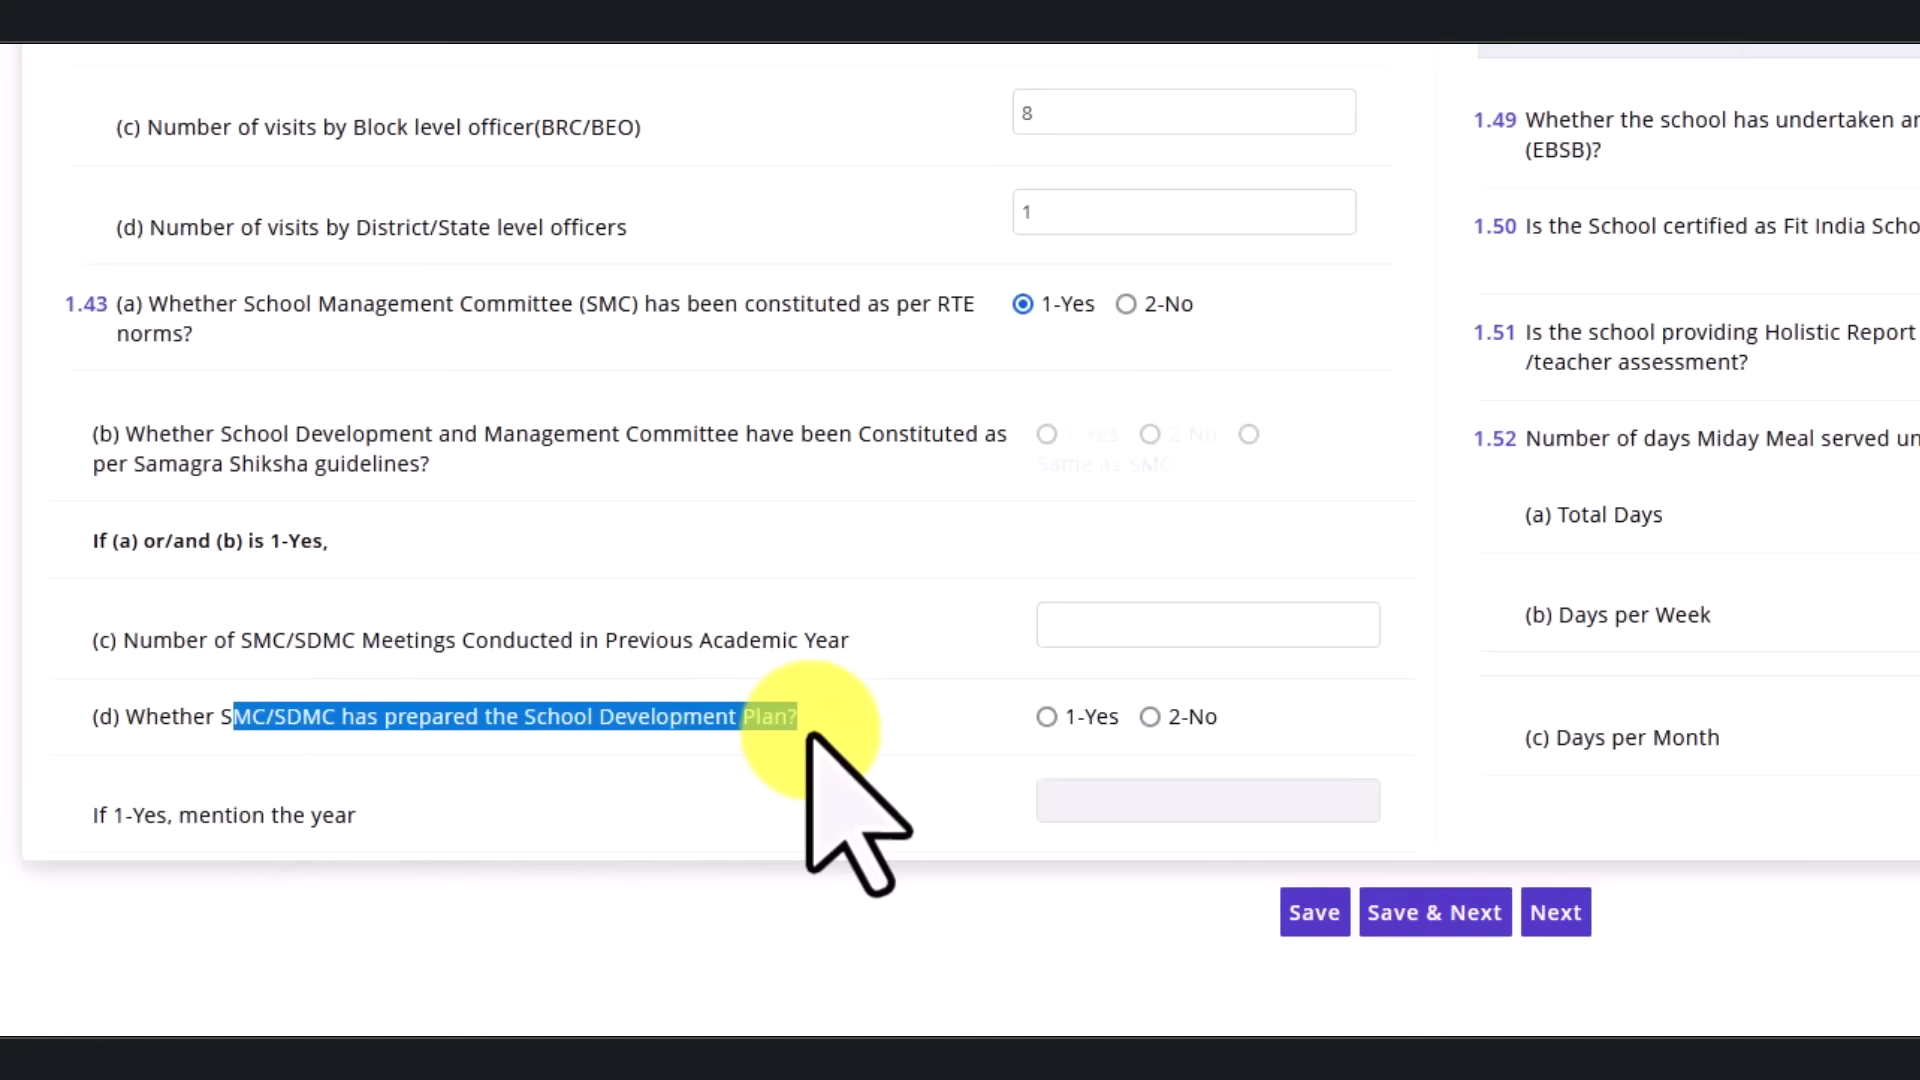 (c) Number of visits by Block level officer(BRC/BEO)
8
(d) Number of visits by District/State level officers
1
1.43 (a) Whether School Management Committee (SMC) has been constituted as per RTE
norms?
1-Yes 2-No
(b) Whether School Development and Management Committee have been Constituted as
per Samagra Shiksha guidelines?
1-Yes 2-No
Same as SMC
If (a) or/and (b) is 1-Yes,
(c) Number of SMC/SDMC Meetings Conducted in Previous Academic Year
(d) Whether SMC/SDMC has prepared the School Development Plan?
1-Yes 2-No
If 1-Yes, mention the year
1.49 Whether the school has undertaken
(EBSB)?
1.50 Is the School certified as Fit India
1.51 Is the school providing Holistic Report
/teacher assessment?
1.52 Number of days Miday Meal served
(a) Total Days
(b) Days per Week
(c) Days per Month
Save
Save & Next
Next